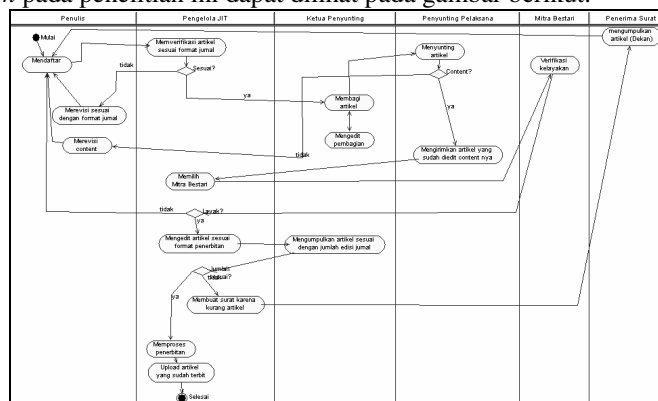 pada penelitian ini dapat dilihat pada gambar berikut.
Penulis
Pengelola JIT
Ketua Penyunting
Penyunting Pelaksana
Mitra Bestari
Penerima Surat
Mulai
Mendaftar
Memverifikasi artikel
sesuai format jurnal
Sesuai?
tidak
ya
Merevisi sesuai
dengan format jurnal
Merevisi
content
Membagi
artikel
Mengedit
pembagian
Menyunting
artikel
Content?
ya
tidak
Mengirimkan artikel yang
sudah diedit content nya
Verifikasi
kelayakan
mengumpulkan
artikel (Dekan)
Memilih
Mitra Bestari
tidak
Layak?
ya
Mengedit artikel sesuai
format penerbitan
Mengumpulkan artikel sesuai
dengan jumlah edisi jurnal
Jumlah
sesuai?
tidak
ya
Membuat surat karena
kurang artikel
Memproses
penerbitan
Upload artikel
yang sudah terbit
Selesai